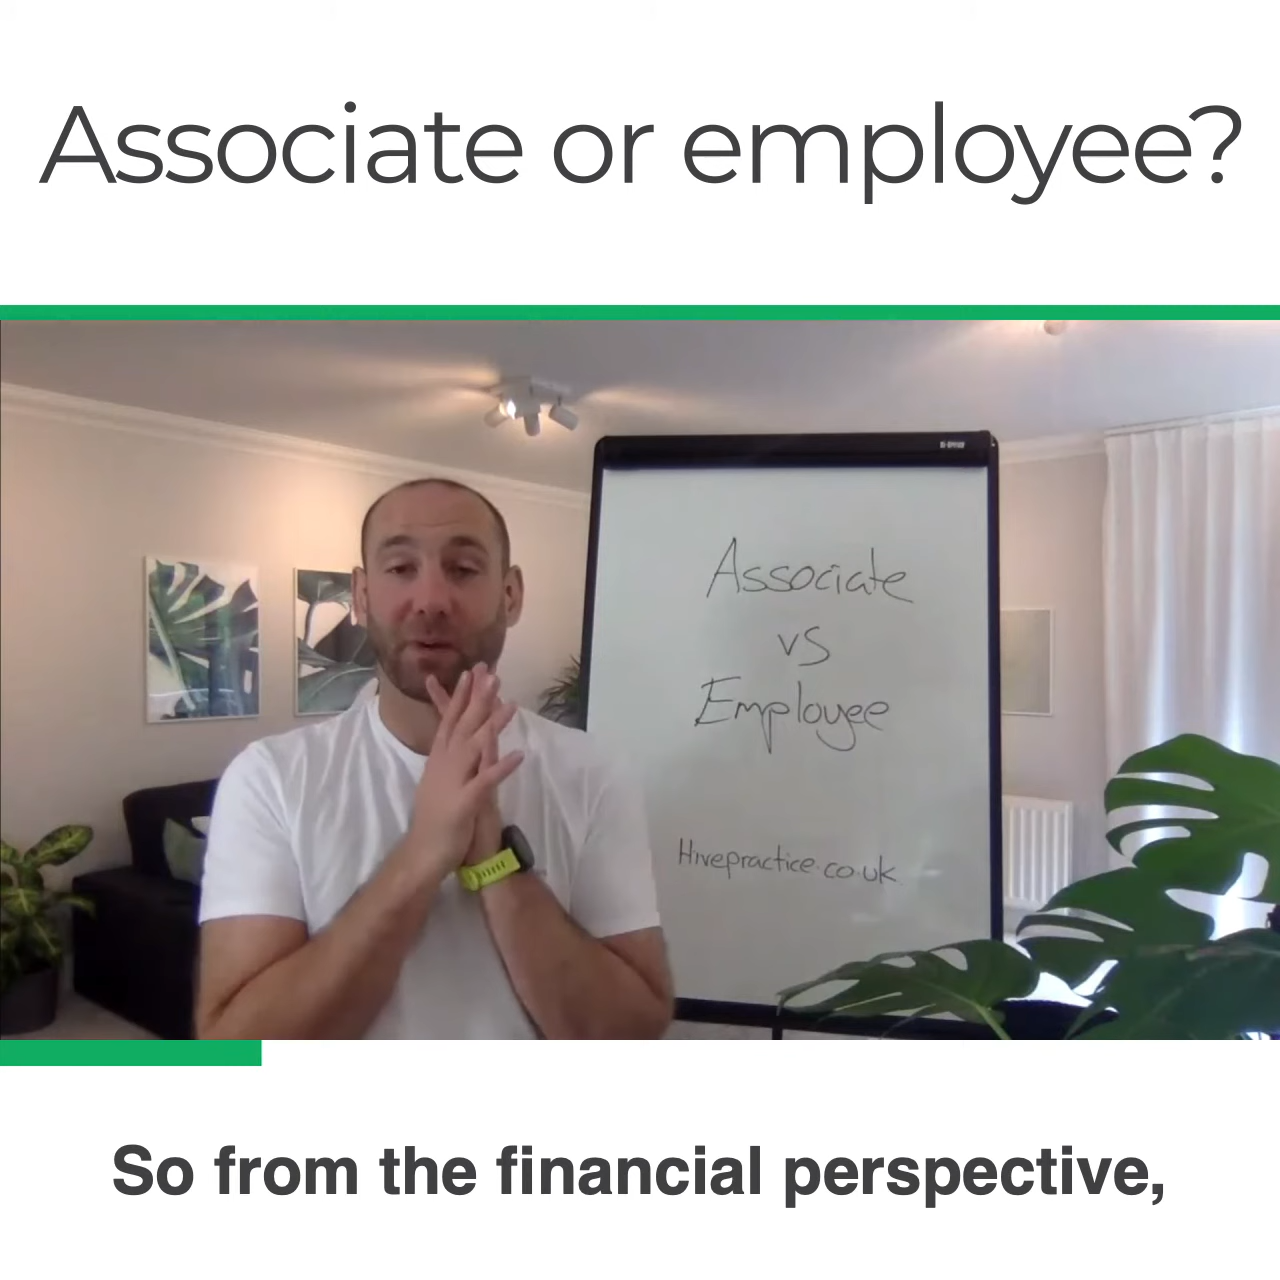 Associate or employee?
Associate
vs
Employee
Hivepractice.co.uk
So from the financial perspective,